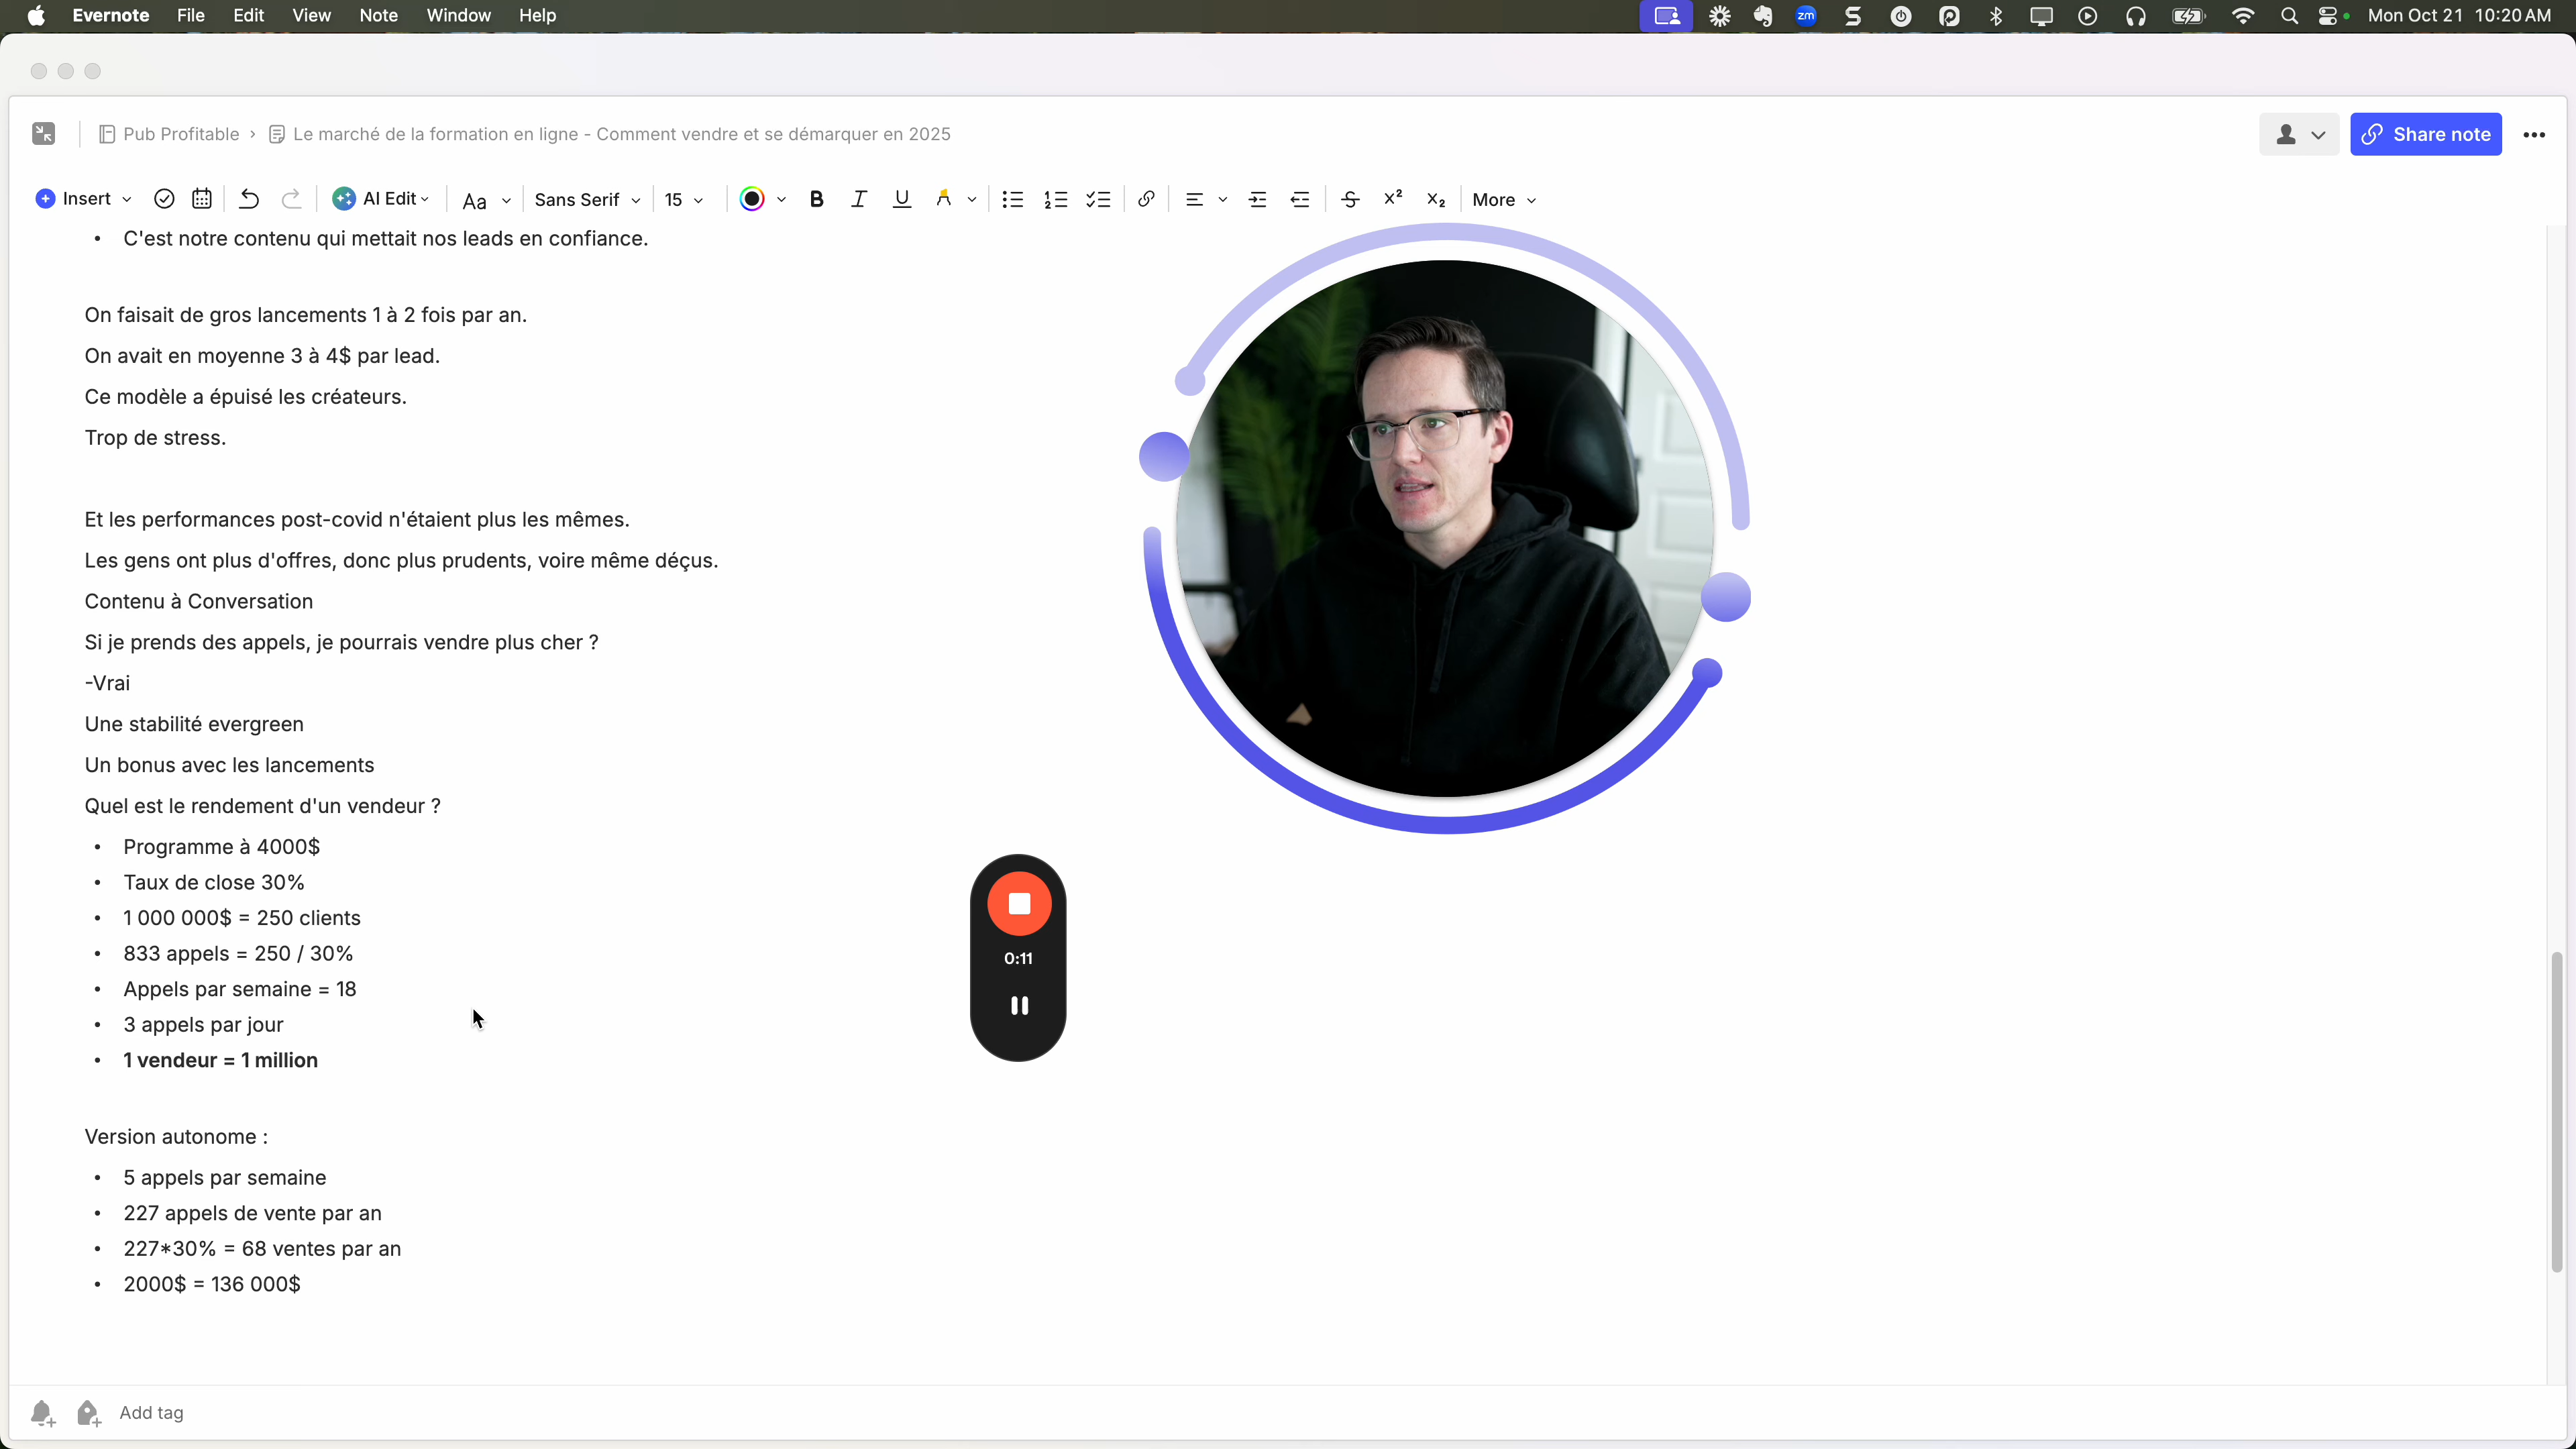 Evernote File Edit View Note Window Help zm Mon Oct 21 10:20 AM
Pub Profitable › Le marché de la formation en ligne - Comment vendre et se démarquer en 2025 Share note
Insert AI Edit Aa Sans Serif 15 B I U X² X₂ More
• C'est notre contenu qui mettait nos leads en confiance.
On faisait de gros lancements 1 à 2 fois par an.
On avait en moyenne 3 à 4$ par lead.
Ce modèle a épuisé les créateurs.
Trop de stress.
Et les performances post-covid n'étaient plus les mêmes.
Les gens ont plus d'offres, donc plus prudents, voire même déçus.
Contenu à Conversation
Si je prends des appels, je pourrais vendre plus cher ?
-Vrai
Une stabilité evergreen
Un bonus avec les lancements
Quel est le rendement d'un vendeur ?
• Programme à 4000$
• Taux de close 30%
• 1 000 000$ = 250 clients
• 833 appels = 250 / 30%
• Appels par semaine = 18
• 3 appels par jour
• 1 vendeur = 1 million
0:11
Version autonome :
• 5 appels par semaine
• 227 appels de vente par an
• 227*30% = 68 ventes par an
• 2000$ = 136 000$
Add tag